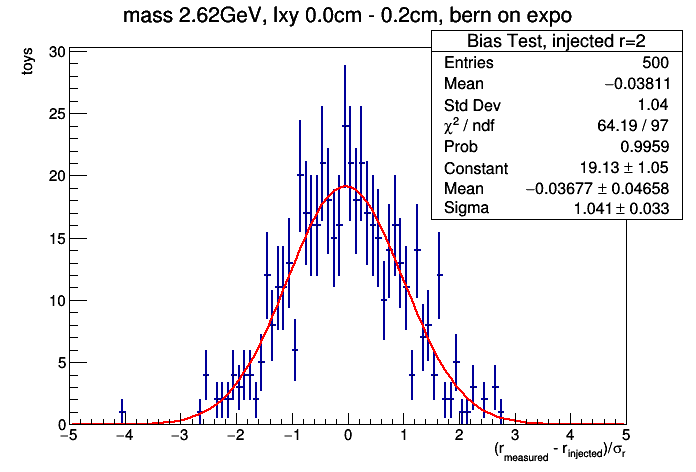 mass 2.62GeV, lxy 0.0cm - 0.2cm, bern on expo
Bias Test, injected r=2
Entries 500
Mean −0.03811
Std Dev 1.04
χ² / ndf 64.19 / 97
Prob 0.9959
Constant 19.13 ± 1.05
Mean −0.03677 ± 0.04658
Sigma 1.041 ± 0.033
toys
30
25
20
15
10
5
0
−5 −4 −3 −2 −1 0 1 2 3 4 5
(r_measured - r_injected)/σ_r